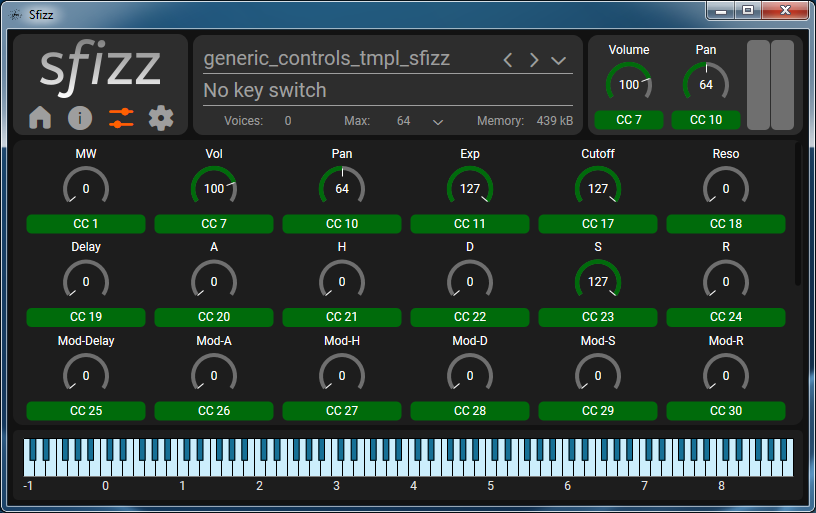 Sfizz
sfizz
generic_controls_tmpl_sfizz
No key switch
Voices: 0 Max: 64 Memory: 439 kB
Volume Pan
100 64
CC 7 CC 10
MW Vol Pan Exp Cutoff Reso
0 100 64 127 127 0
CC 1 CC 7 CC 10 CC 11 CC 17 CC 18
Delay A H D S R
0 0 0 0 127 0
CC 19 CC 20 CC 21 CC 22 CC 23 CC 24
Mod-Delay Mod-A Mod-H Mod-D Mod-S Mod-R
0 0 0 0 0 0
CC 25 CC 26 CC 27 CC 28 CC 29 CC 30
-1 0 1 2 3 4 5 6 7 8